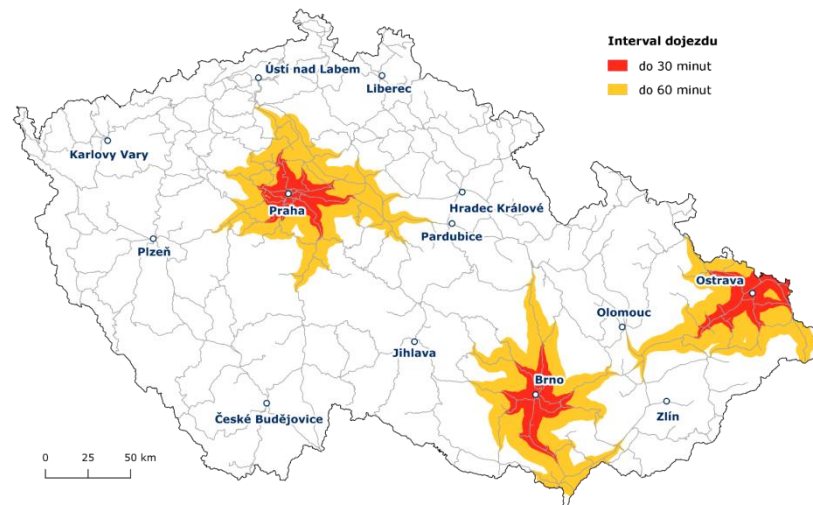 Interval dojezdu
do 30 minut
do 60 minut
Ústí nad Labem
Liberec
Karlovy Vary
Praha
Hradec Králové
Pardubice
Plzeň
Ostrava
Olomouc
Jihlava
Brno
Zlín
České Budějovice
0 25 50 km